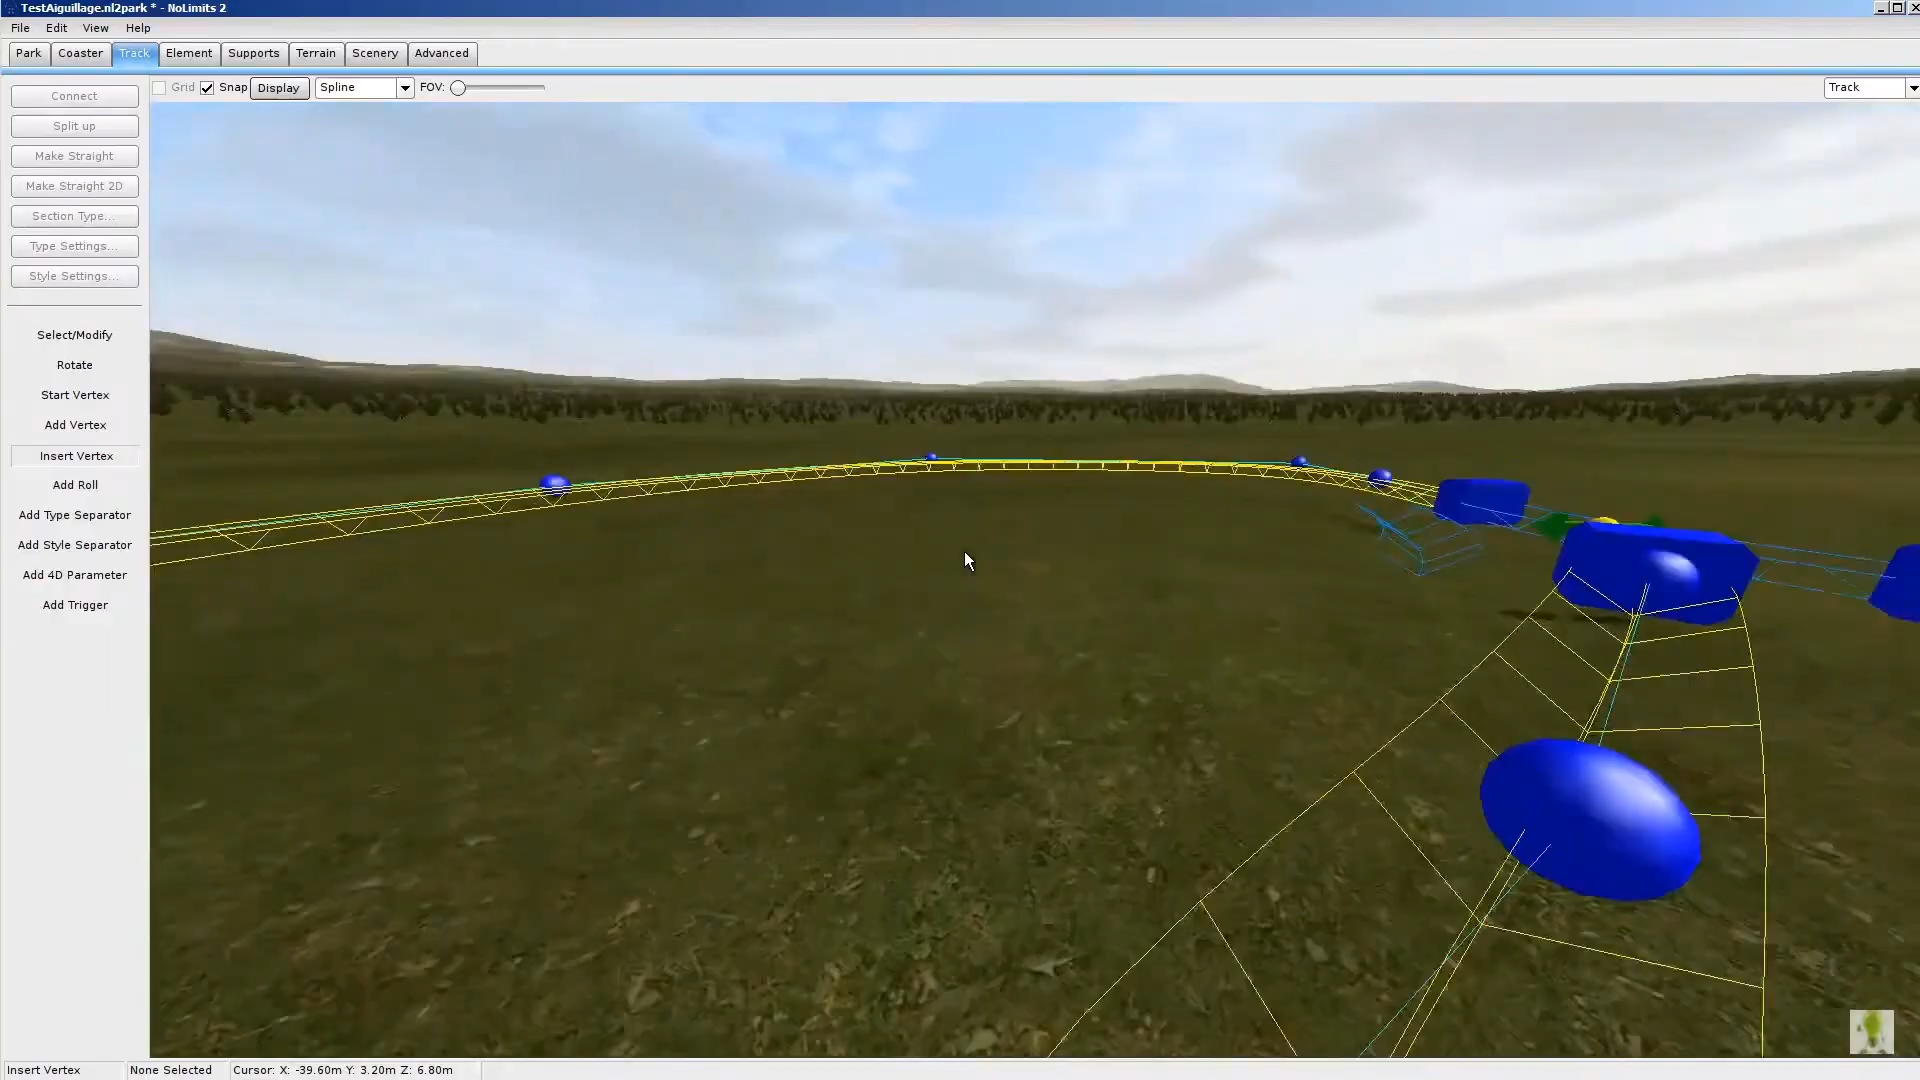 TestAiguillage.nl2park * - NoLimits 2
File Edit View Help
Park Coaster Track Element Supports Terrain Scenery Advanced
Grid Snap Display Spline FOV: Track
Connect
Split up
Make Straight
Make Straight 2D
Section Type...
Type Settings...
Style Settings...
Select/Modify
Rotate
Start Vertex
Add Vertex
Insert Vertex
Add Roll
Add Type Separator
Add Style Separator
Add 4D Parameter
Add Trigger
Insert Vertex None Selected Cursor: X: -39.60m Y: 3.20m Z: 6.80m